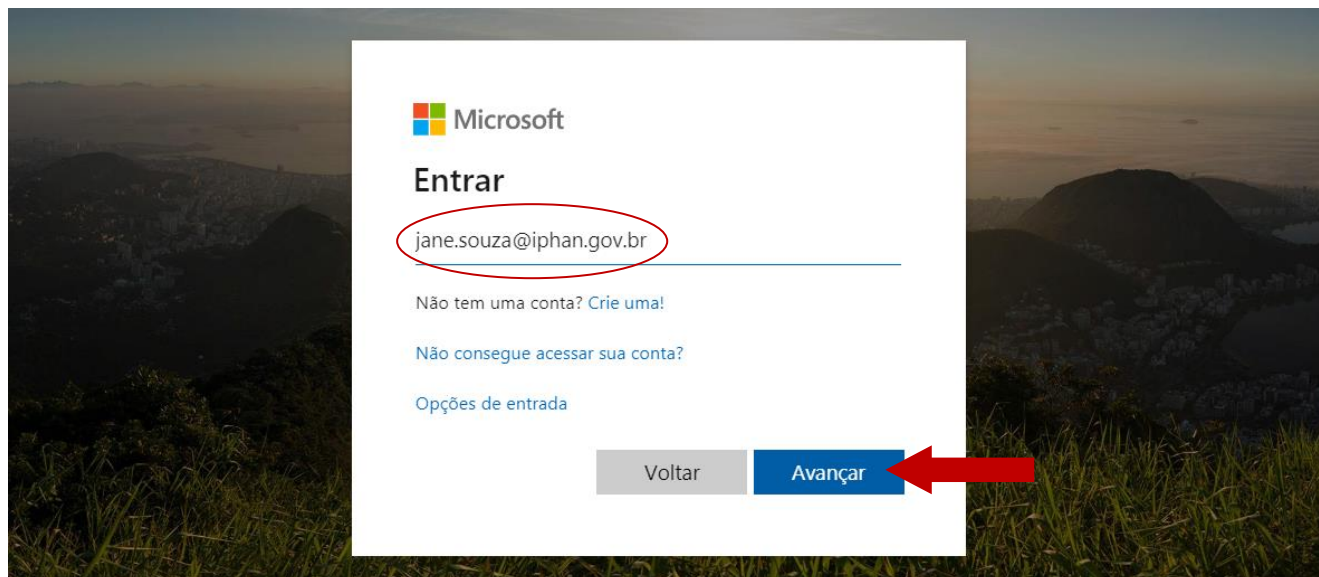 Microsoft
Entrar
jane.souza@iphan.gov.br
Não tem uma conta? Crie uma!
Não consegue acessar sua conta?
Opções de entrada
Voltar Avançar